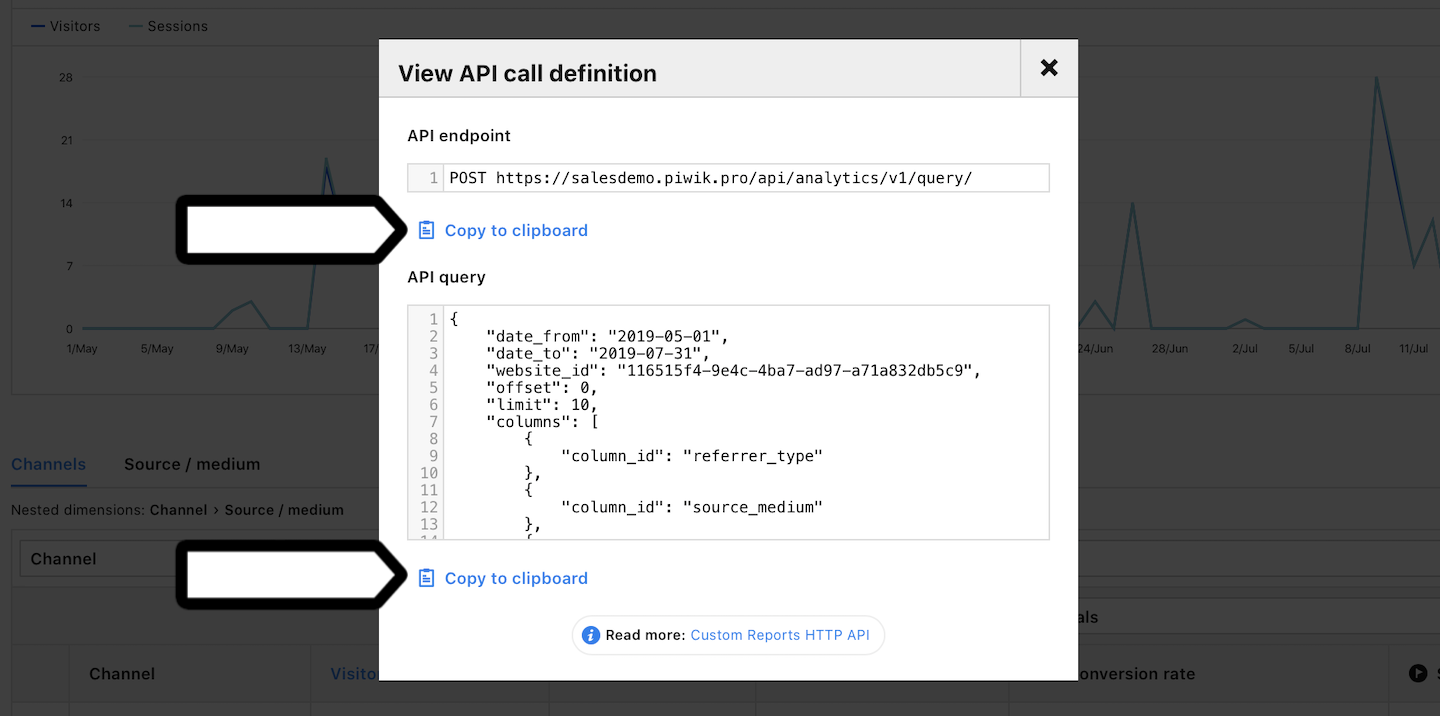 Visitors Sessions
28
21
14
7
0
1/May 5/May 9/May 13/May 24/Jun 28/Jun 2/Jul 5/Jul 8/Jul 11/Jul
View API call definition
API endpoint
1 POST https://salesdemo.piwik.pro/api/analytics/v1/query/
Copy to clipboard
API query
1 {
2 "date_from": "2019-05-01",
3 "date_to": "2019-07-31",
4 "website_id": "116515f4-9e4c-4ba7-ad97-a71a832db5c9",
5 "offset": 0,
6 "limit": 10,
7 "columns": [
8 {
9 "column_id": "referrer_type"
10 },
11 {
12 "column_id": "source_medium"
13 },
Copy to clipboard
Read more: Custom Reports HTTP API
Channels Source / medium
Nested dimensions: Channel › Source / medium
Channel
Channel